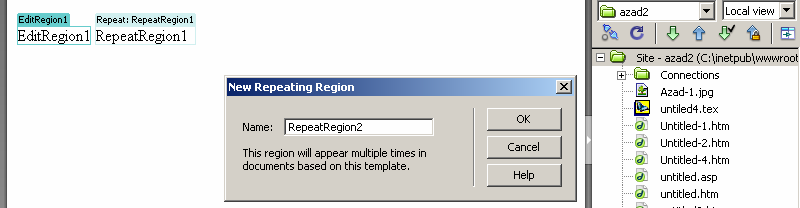 EditRegion1 Repeat: RepeatRegion1
EditRegion1 RepeatRegion1
New Repeating Region
Name: RepeatRegion2
This region will appear multiple times in
documents based on this template.
OK
Cancel
Help
azad2 Local view
Site - azad2 (C:\inetpub\wwwroot
Connections
Azad-1.jpg
untiled4.tex
Untitled-1.htm
Untitled-2.htm
Untitled-4.htm
untitled.asp
untitled.htm